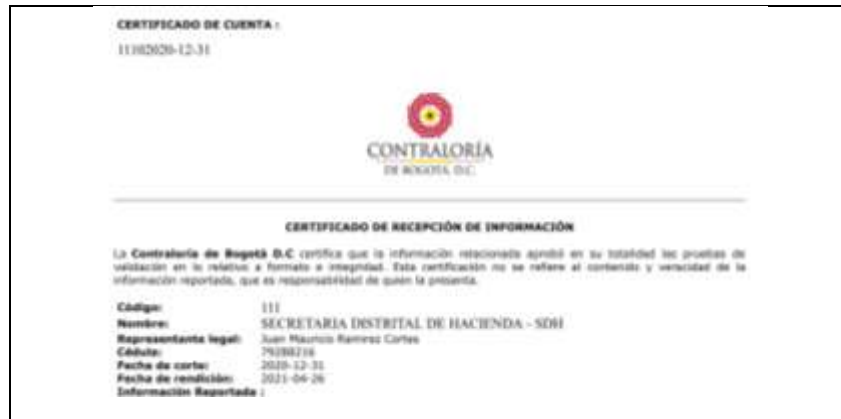 CERTIFICADO DE CUENTA :
11102020-12-31
CONTRALORÍA
DE BOGOTÁ, D.C.
CERTIFICADO DE RECEPCIÓN DE INFORMACIÓN
La Contraloría de Bogotá D.C certifica que la información relacionada aprobó en su totalidad las pruebas de
validación en lo relativo a formato e integridad. Esta certificación no se refiere al contenido y veracidad de la
información reportada, que es responsabilidad de quien la presenta.
Código: 111
Nombre: SECRETARIA DISTRITAL DE HACIENDA - SDH
Representante legal: Juan Mauricio Ramirez Cortes
Cédula: 79288216
Fecha de corte: 2020-12-31
Fecha de rendición: 2021-04-26
Información Reportada :